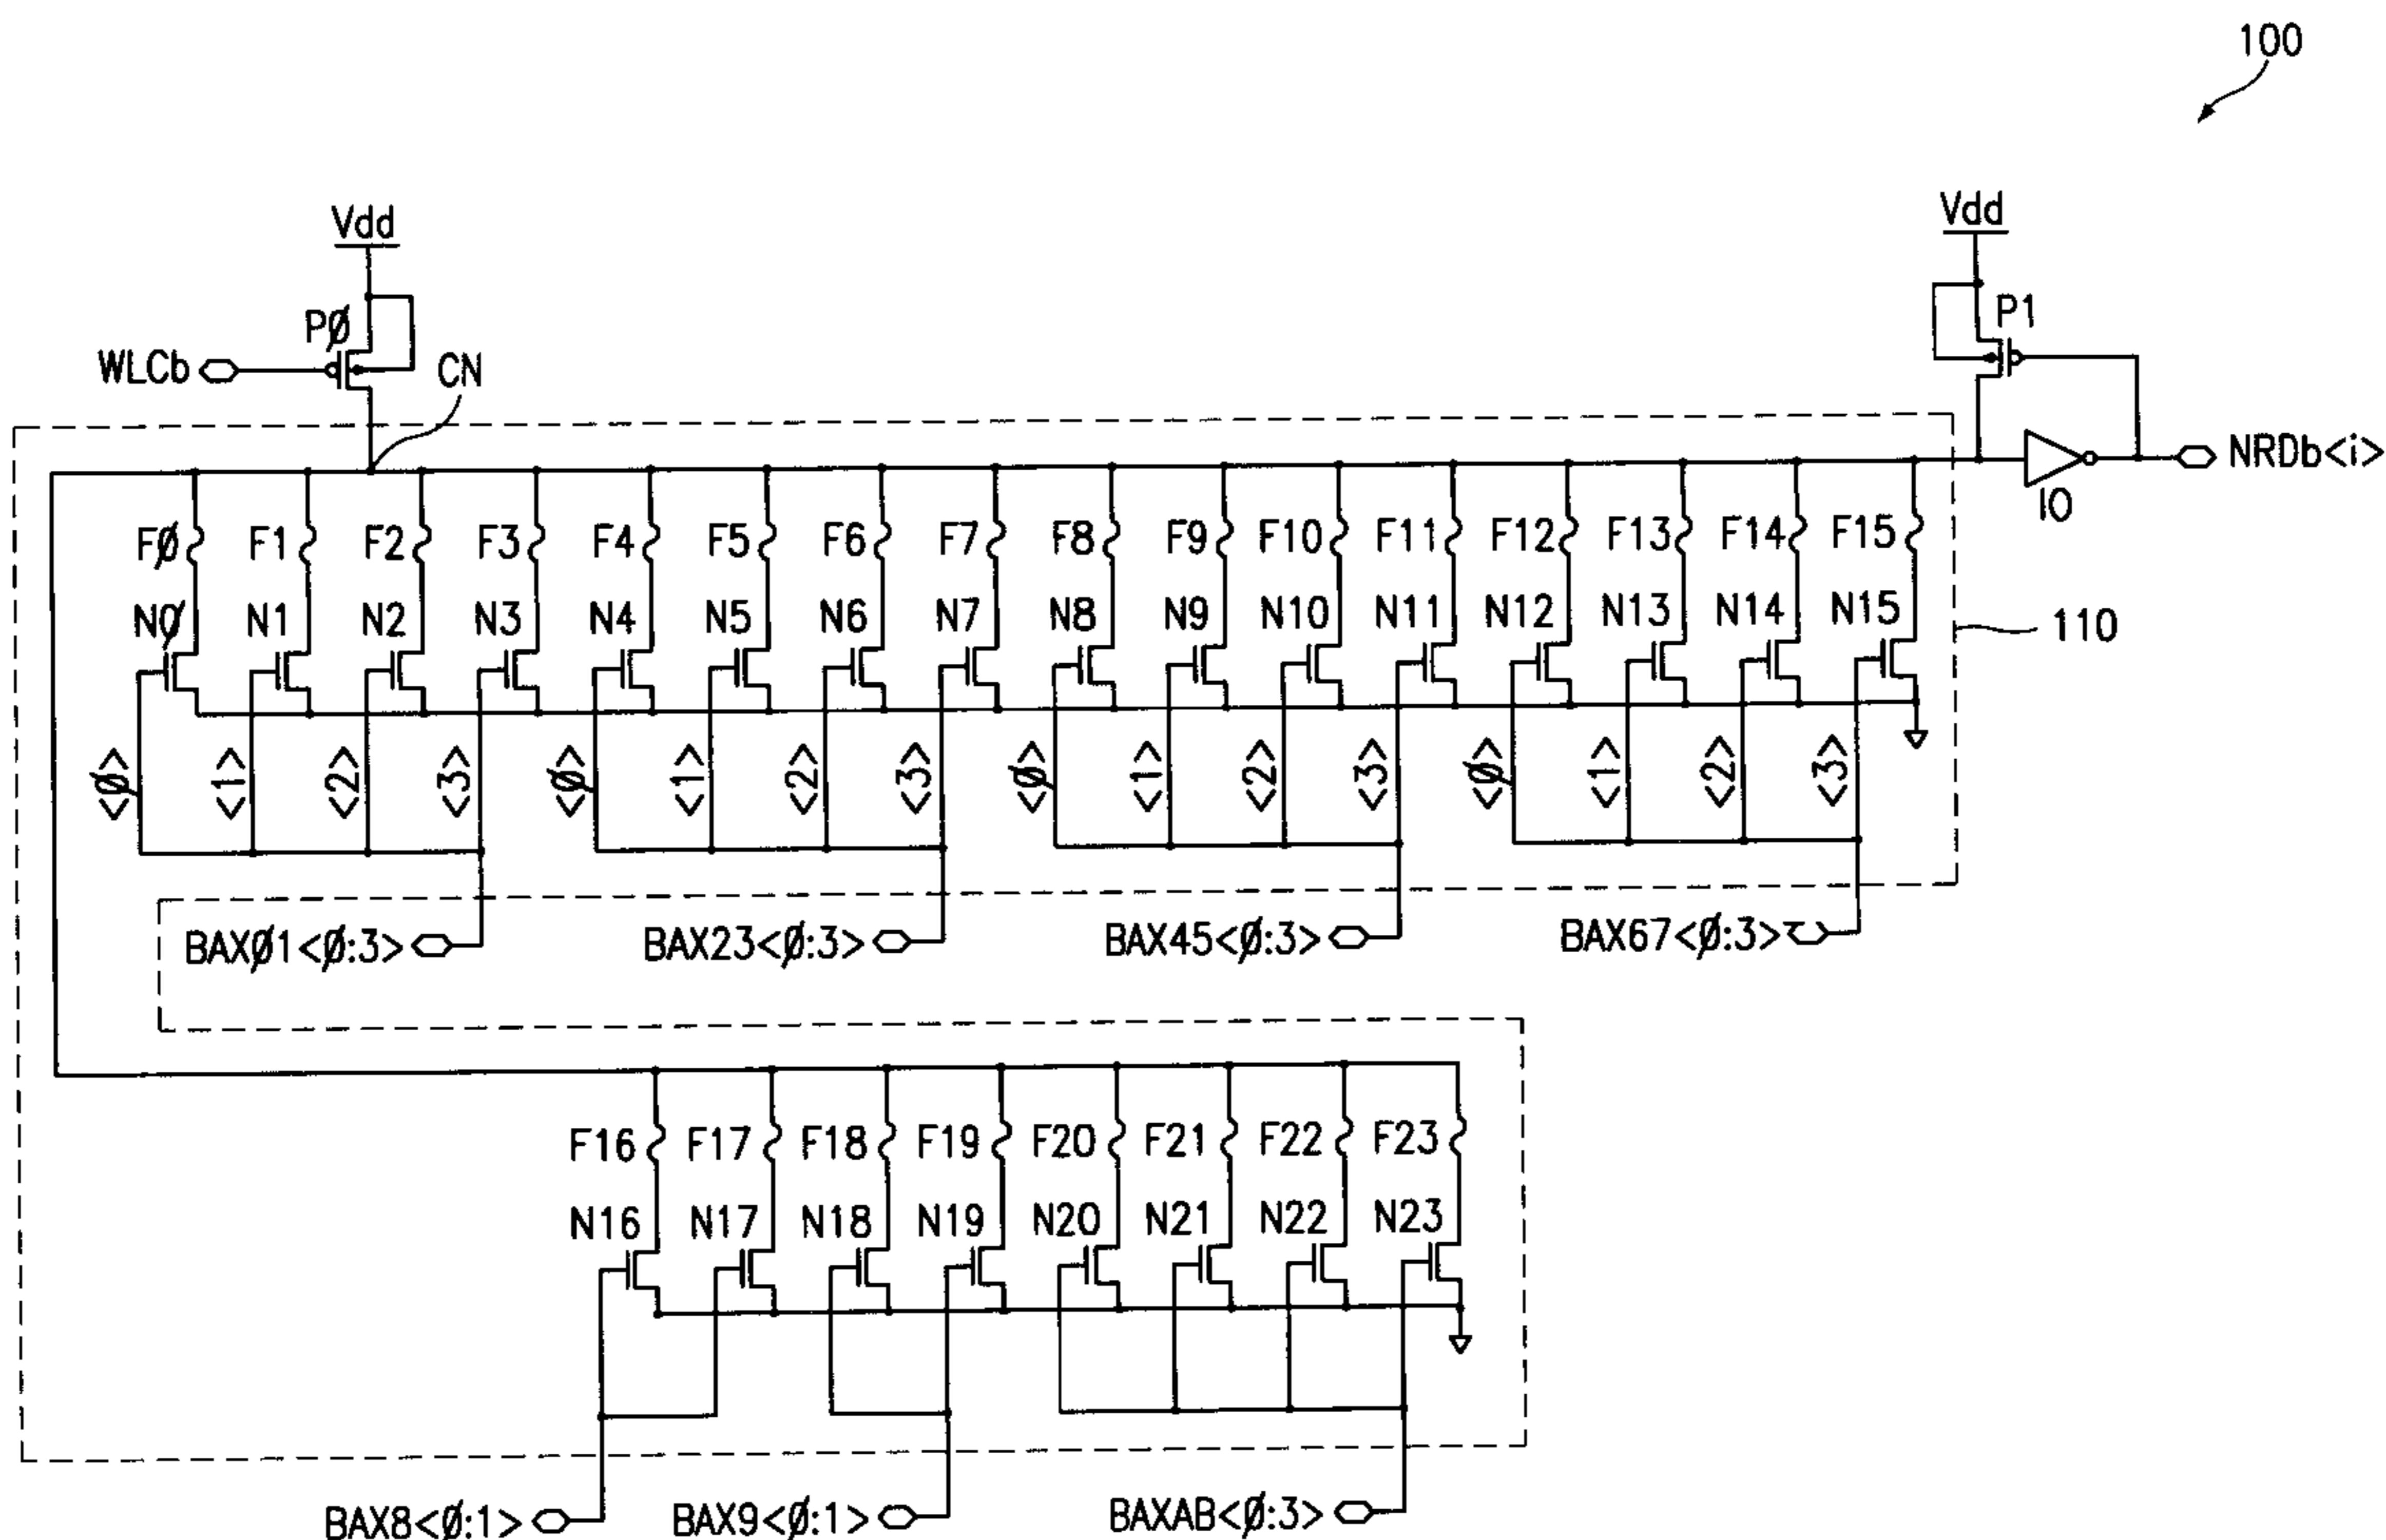 100
Vdd
Vdd
PØ
P1
WLCb
CN
NRDb<i>
IO
FØ F1 F2 F3 F4 F5 F6 F7 F8 F9 F10 F11 F12 F13 F14 F15
NØ N1 N2 N3 N4 N5 N6 N7 N8 N9 N10 N11 N12 N13 N14 N15
110
<Ø> <1> <2> <3> <Ø> <1> <2> <3> <Ø> <1> <2> <3> <Ø> <1> <2> <3>
BAXØ1<Ø:3> BAX23<Ø:3> BAX45<Ø:3> BAX67<Ø:3>
F16 F17 F18 F19 F20 F21 F22 F23
N16 N17 N18 N19 N20 N21 N22 N23
BAX8<Ø:1> BAX9<Ø:1> BAXAB<Ø:3>